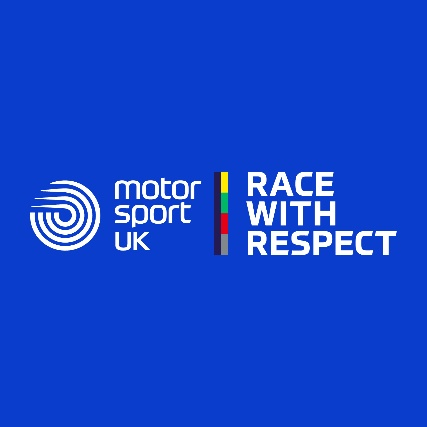 motor
sport
UK
RACE
WITH
RESPECT